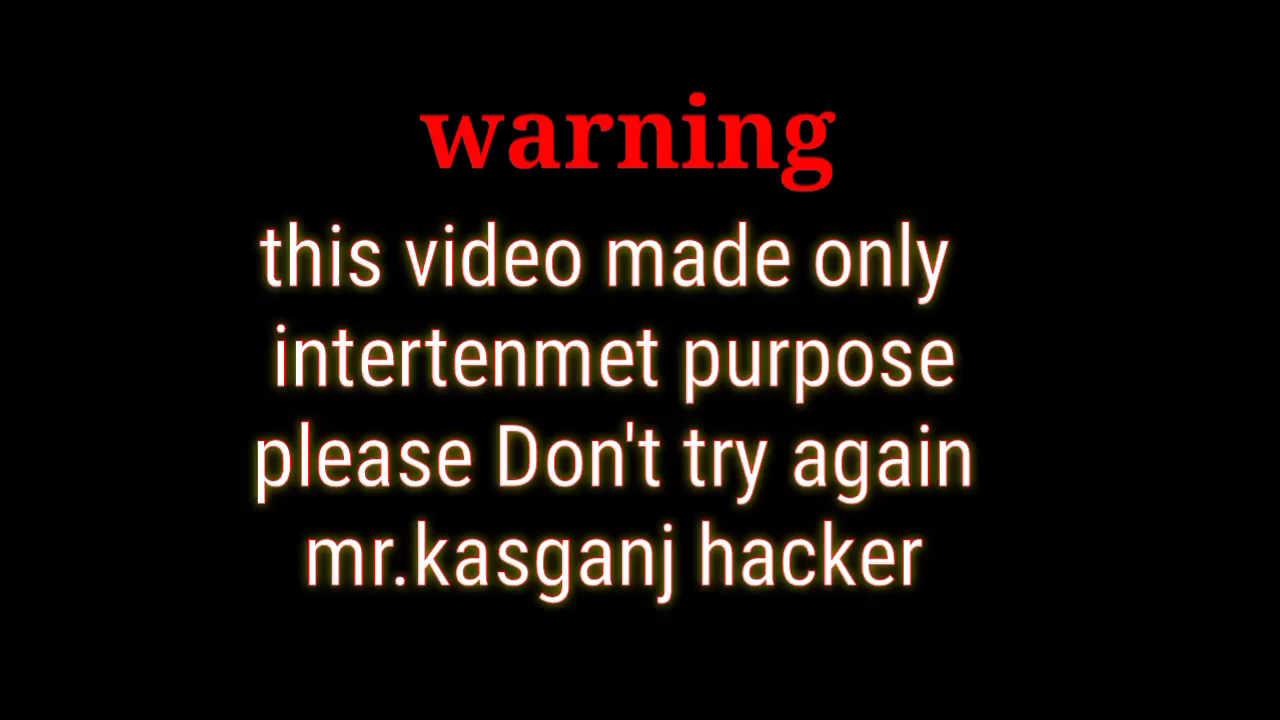 warning
this video made only
intertenmet purpose
please Don't try again
mr.kasganj hacker